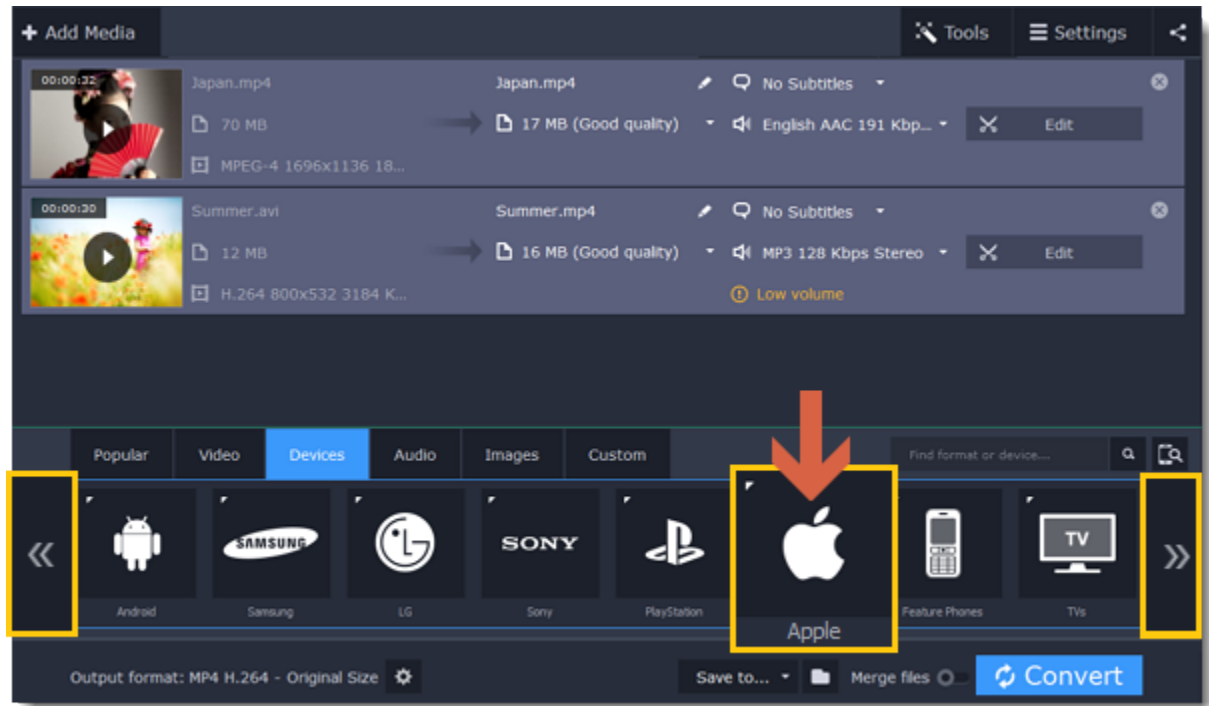 Add Media
Tools
Settings
00:00:32
Japan.mp4
Japan.mp4
No Subtitles
70 MB
17 MB (Good quality)
English AAC 191 Kbp...
Edit
MPEG-4 1696x1136 18...
00:00:30
Summer.avi
Summer.mp4
No Subtitles
12 MB
16 MB (Good quality)
MP3 128 Kbps Stereo
Edit
H.264 800x532 3184 K...
Low volume
Popular
Video
Devices
Audio
Images
Custom
Find format or device...
SAMSUNG
LG
SONY
TV
Android
Samsung
LG
Sony
PlayStation
Apple
Feature Phones
TVs
Output format: MP4 H.264 - Original Size
Save to...
Merge files
Convert